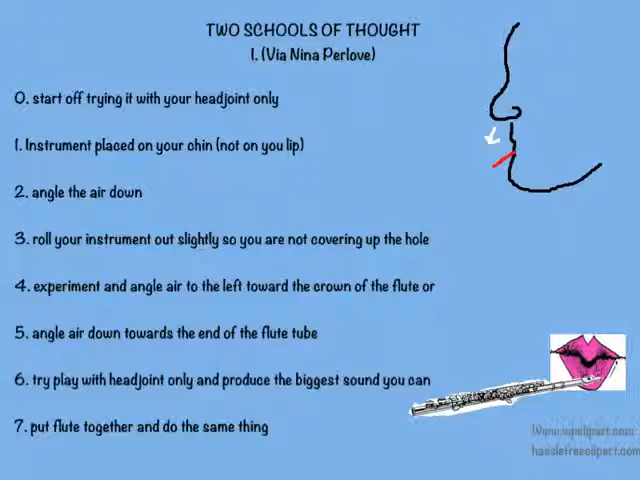 TWO SCHOOLS OF THOUGHT
1. (Via Nina Perlove)
0. start off trying it with your headjoint only
1. Instrument placed on your chin (not on you lip)
2. angle the air down
3. roll your instrument out slightly so you are not covering up the hole
4. experiment and angle air to the left toward the crown of the flute or
5. angle air down towards the end of the flute tube
6. try play with headjoint only and produce the biggest sound you can
7. put flute together and do the same thing
hasslefreeclipart.com